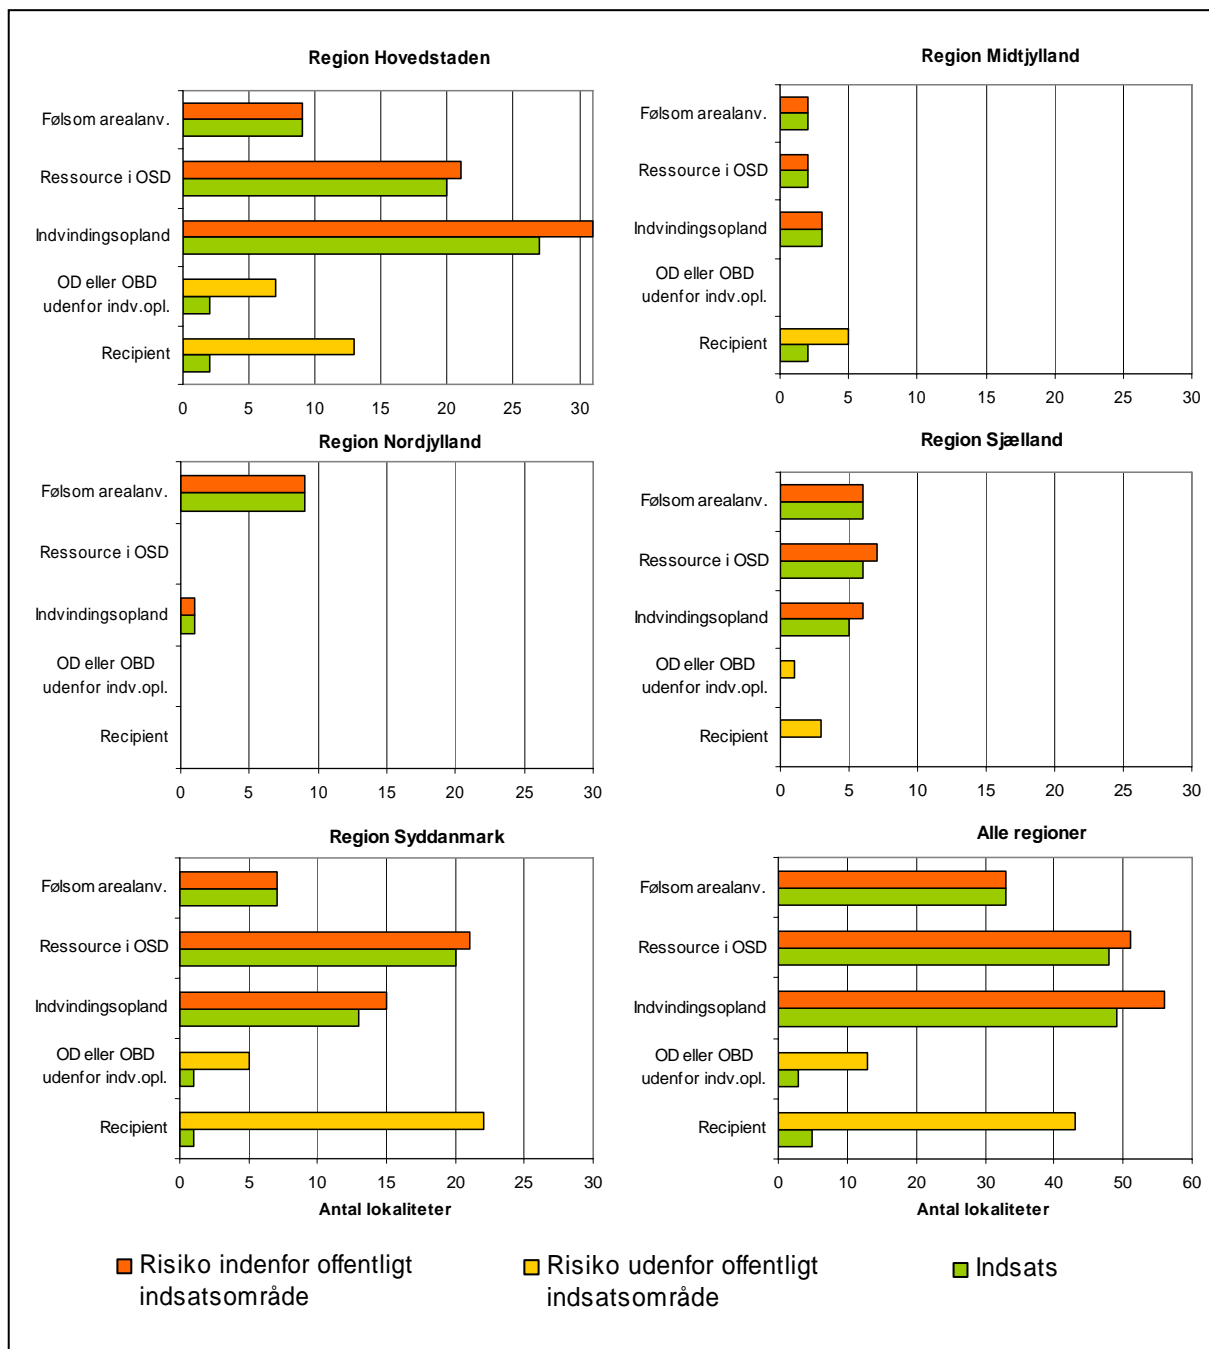 Region Hovedstaden
Følsom arealanv.
Ressource i OSD
Indvindingsopland
OD eller OBD
udenfor indv.opl.
Recipient
0 5 10 15 20 25 30
Region Midtjylland
Følsom arealanv.
Ressource i OSD
Indvindingsopland
OD eller OBD
udenfor indv.opl.
Recipient
0 5 10 15 20 25 30
Region Nordjylland
Følsom arealanv.
Ressource i OSD
Indvindingsopland
OD eller OBD
udenfor indv.opl.
Recipient
0 5 10 15 20 25 30
Region Sjælland
Følsom arealanv.
Ressource i OSD
Indvindingsopland
OD eller OBD
udenfor indv.opl.
Recipient
0 5 10 15 20 25 30
Region Syddanmark
Følsom arealanv.
Ressource i OSD
Indvindingsopland
OD eller OBD
udenfor indv.opl.
Recipient
0 5 10 15 20 25 30
Antal lokaliteter
Alle regioner
Følsom arealanv.
Ressource i OSD
Indvindingsopland
OD eller OBD
udenfor indv.opl.
Recipient
0 10 20 30 40 50 60
Antal lokaliteter
Risiko indenfor offentligt
indsatsområde
Risiko udenfor offentligt
indsatsområde
Indsats